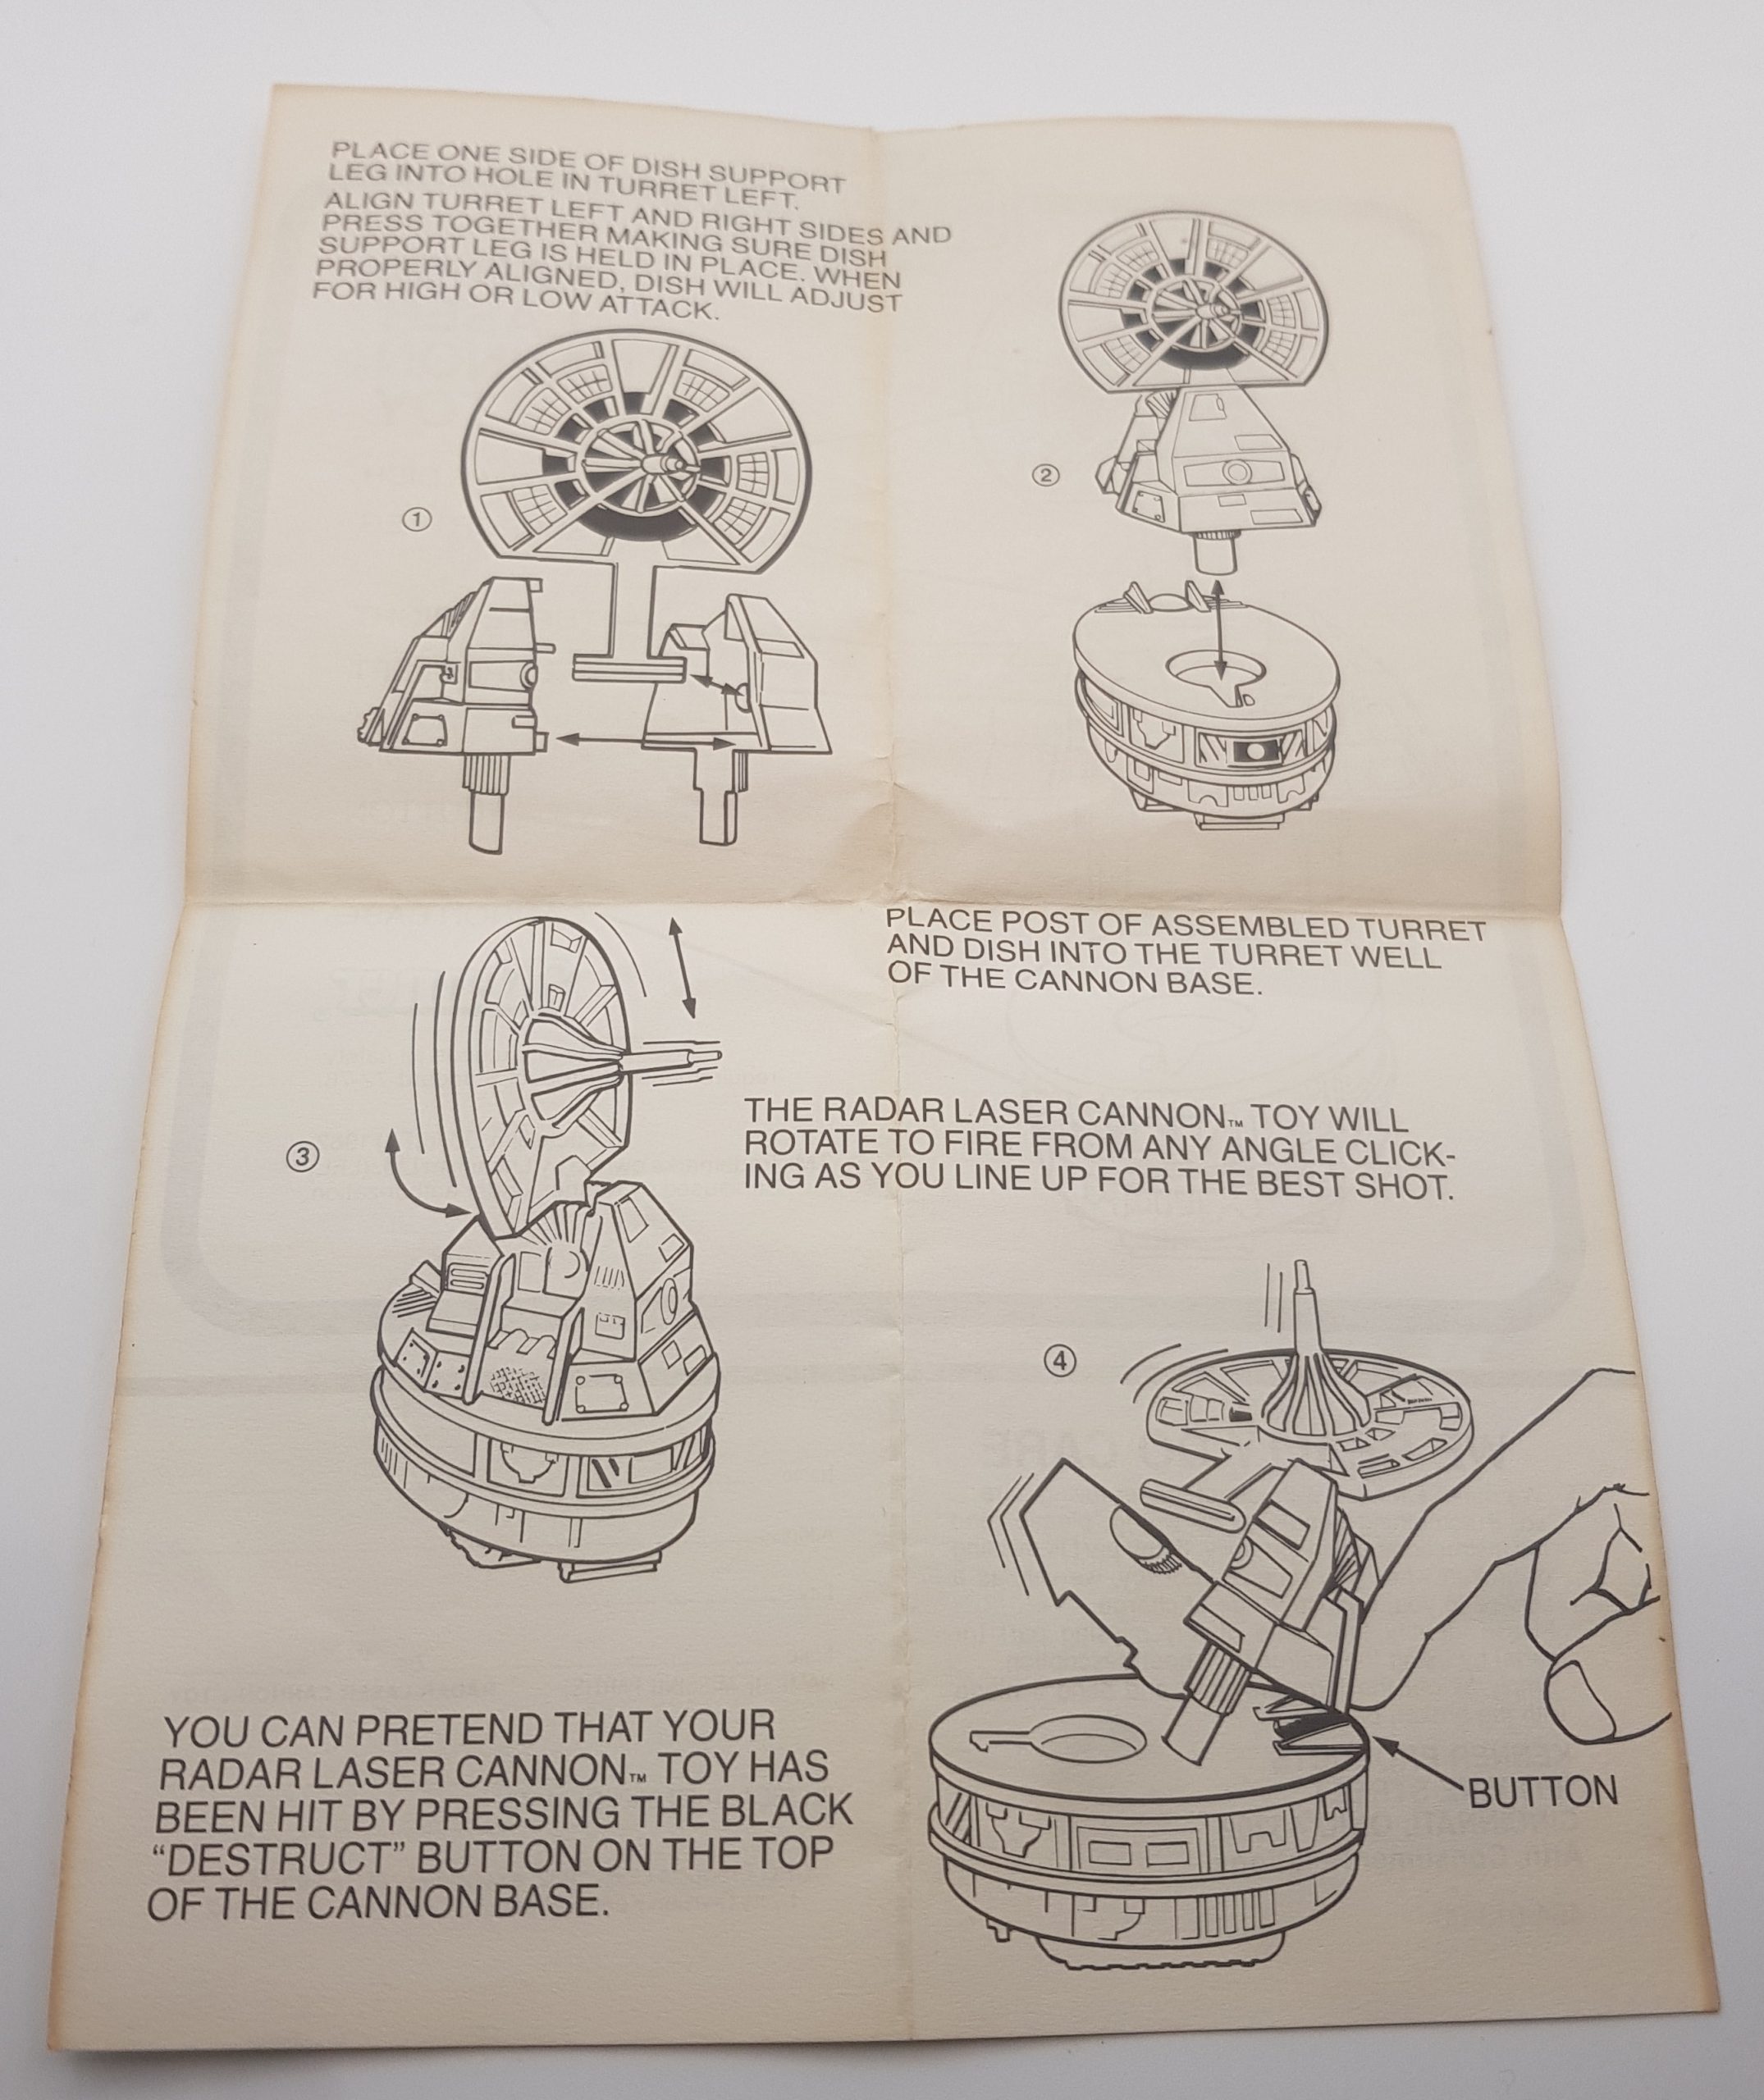 PLACE ONE SIDE OF DISH SUPPORT
LEG INTO HOLE IN TURRET LEFT.
ALIGN TURRET LEFT AND RIGHT SIDES AND
PRESS TOGETHER MAKING SURE DISH
SUPPORT LEG IS HELD IN PLACE. WHEN
PROPERLY ALIGNED, DISH WILL ADJUST
FOR HIGH OR LOW ATTACK.
①
②
PLACE POST OF ASSEMBLED TURRET
AND DISH INTO THE TURRET WELL
OF THE CANNON BASE.
③
THE RADAR LASER CANNON™ TOY WILL
ROTATE TO FIRE FROM ANY ANGLE CLICK-
ING AS YOU LINE UP FOR THE BEST SHOT.
④
YOU CAN PRETEND THAT YOUR
RADAR LASER CANNON™ TOY HAS
BEEN HIT BY PRESSING THE BLACK
“DESTRUCT” BUTTON ON THE TOP
OF THE CANNON BASE.
BUTTON